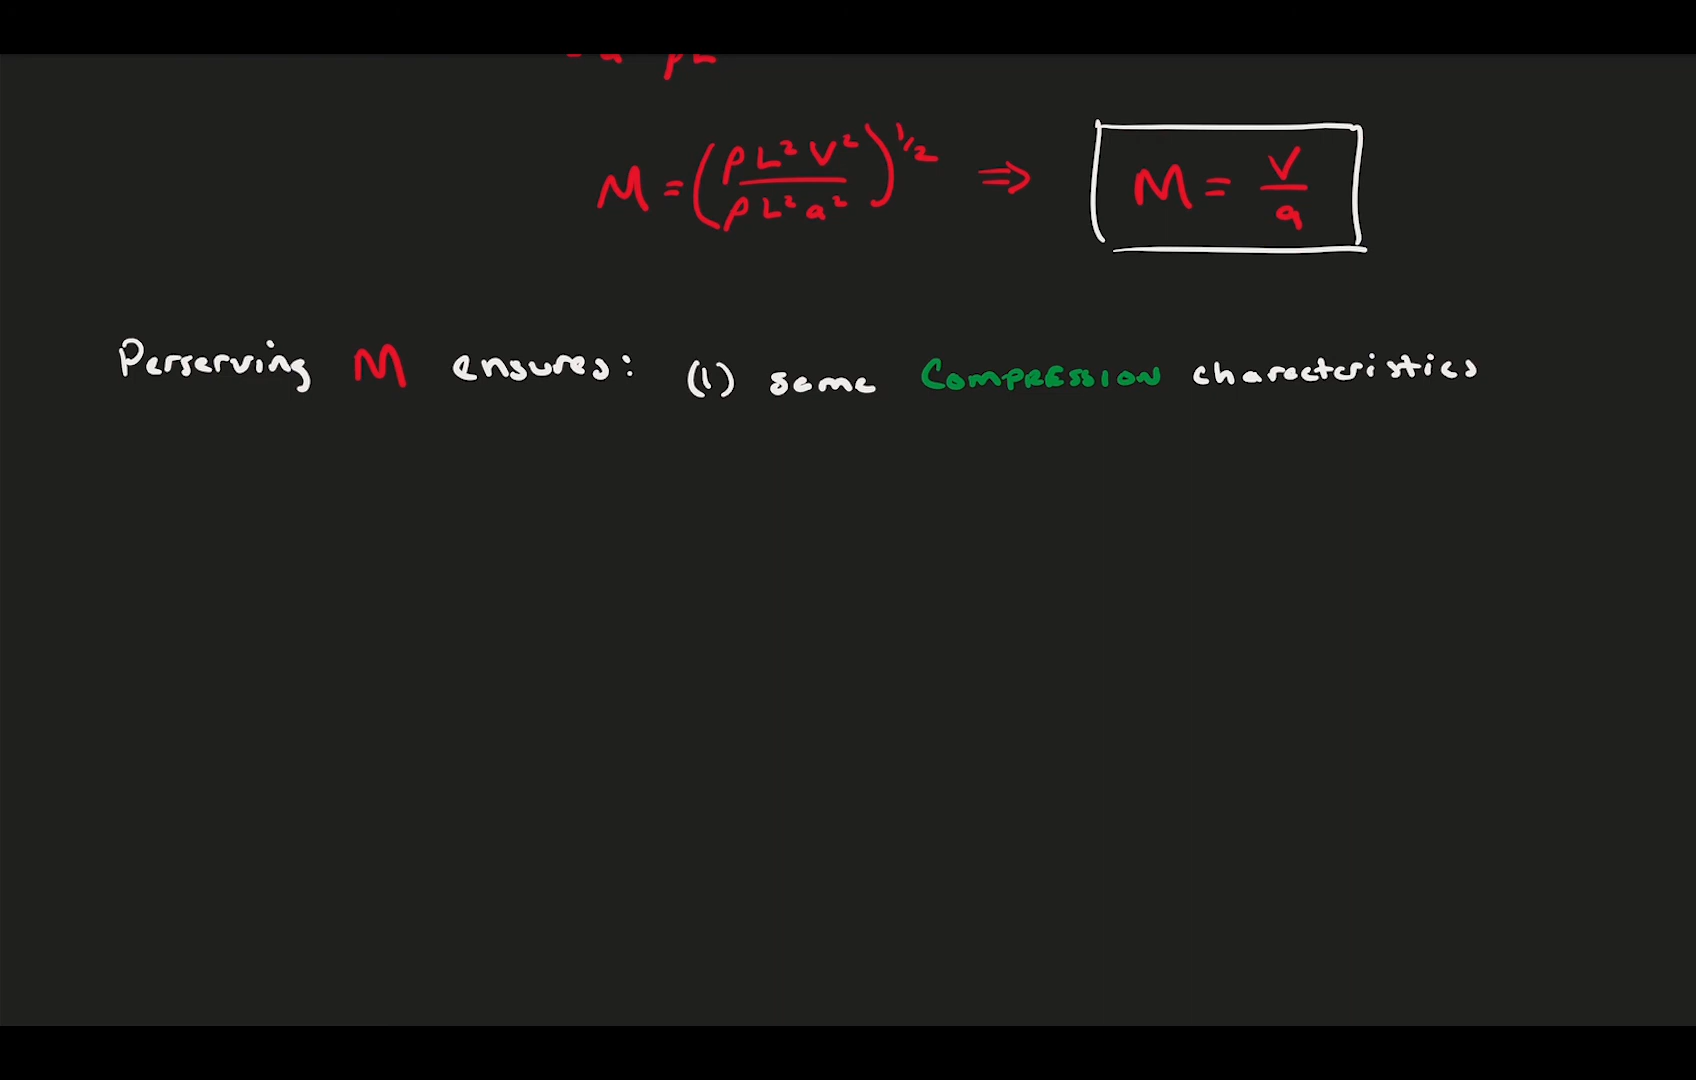 M = (ρL²V² / ρL²a²)^1/2 ⇒ M = V/a
Perserving M ensures: (1) same COMPRESSION characteristics